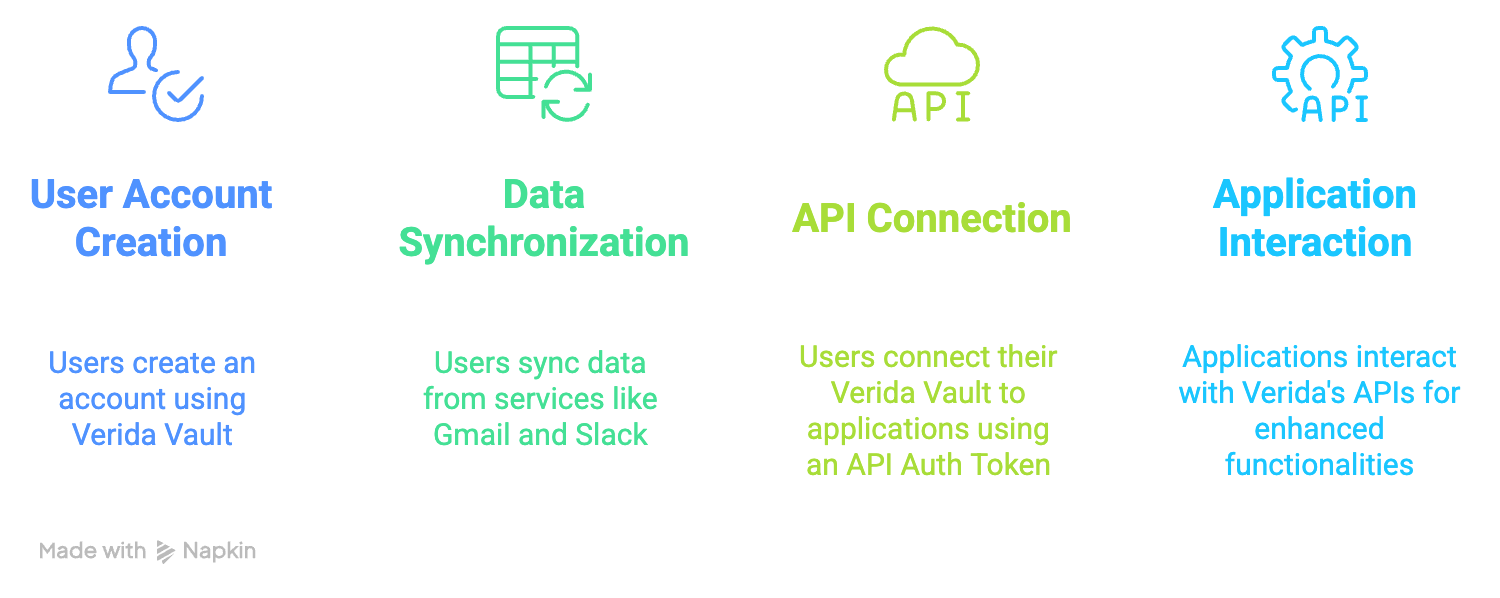 API
API
User Account
Creation
Data
Synchronization
API Connection
Application
Interaction
Users create an
account using
Verida Vault
Users sync data
from services like
Gmail and Slack
Users connect their
Verida Vault to
applications using
an API Auth Token
Applications interact
with Verida's APIs for
enhanced
functionalities
Made with Napkin